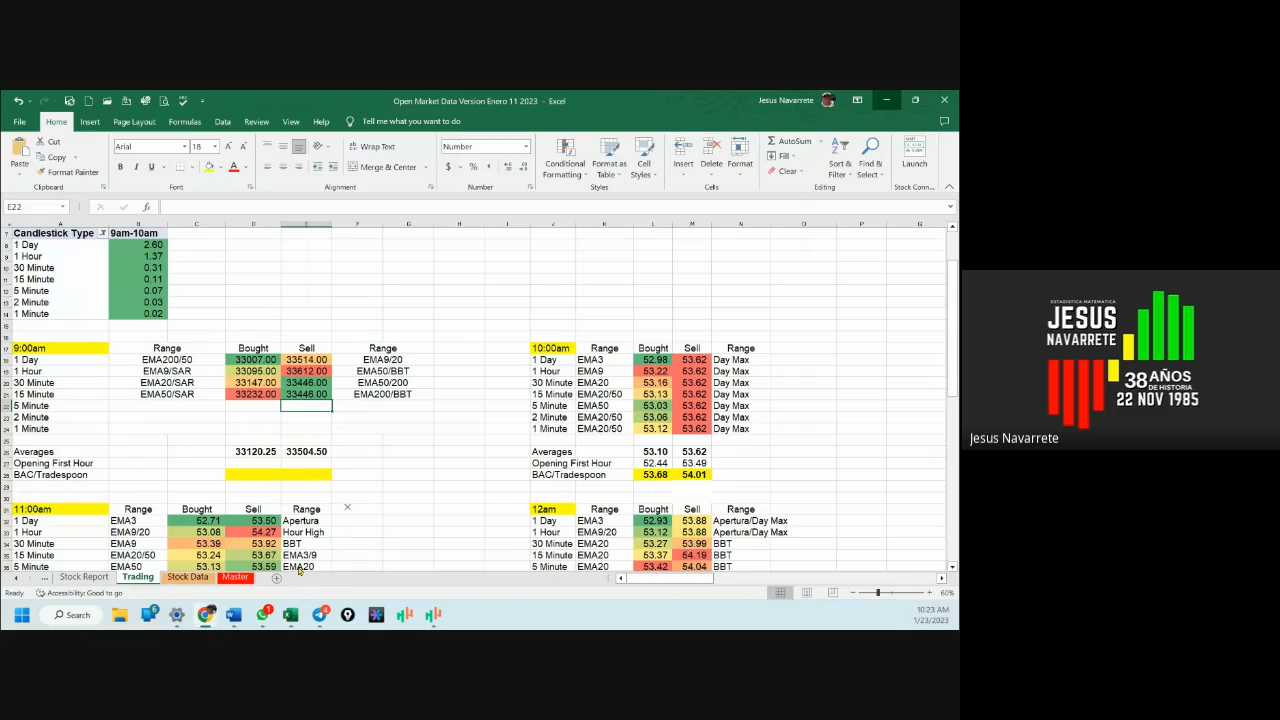 Open Market Data Version Enero 11 2023 - Excel
Jesus Navarrete
File Home Insert Page Layout Formulas Data Review View Help Tell me what you want to do
Paste Cut Copy Format Painter Clipboard
Arial 18 Font
Wrap Text Merge & Center Alignment
Number Number
Conditional Formatting Format as Table Cell Styles Styles
Insert Delete Format Cells
AutoSum Fill Clear Sort & Filter Find & Select Editing
Launch Stock Conn...
E22
A B C D E F G H I J K L M N O
Candlestick Type 9am-10am
1 Day 2.60
1 Hour 1.37
30 Minute 0.31
15 Minute 0.11
5 Minute 0.07
2 Minute 0.03
1 Minute 0.02
9:00am Range Bought Sell Range
1 Day EMA200/50 33007.00 33514.00 EMA9/20
1 Hour EMA9/SAR 33095.00 33612.00 EMA50/BBT
30 Minute EMA20/SAR 33147.00 33446.00 EMA50/200
15 Minute EMA50/SAR 33232.00 33446.00 EMA200/BBT
5 Minute
2 Minute
1 Minute
Averages 33120.25 33504.50
Opening First Hour
BAC/Tradespoon
10:00am Range Bought Sell Range
1 Day EMA3 52.98 53.62 Day Max
1 Hour EMA9 53.22 53.62 Day Max
30 Minute EMA20 53.16 53.62 Day Max
15 Minute EMA20/50 53.13 53.62 Day Max
5 Minute EMA50 53.03 53.62 Day Max
2 Minute EMA20/50 53.06 53.62 Day Max
1 Minute EMA20/50 53.12 53.62 Day Max
Averages 53.10 53.62
Opening First Hour 52.44 53.49
BAC/Tradespoon 53.68 54.01
11:00am Range Bought Sell Range
1 Day EMA3 52.71 53.50 Apertura
1 Hour EMA9/20 53.08 54.27 Hour High
30 Minute EMA9 53.39 53.92 BBT
15 Minute EMA20/50 53.24 53.67 EMA3/9
5 Minute EMA50 53.13 53.59 EMA20
12am Range Bought Sell Range
1 Day EMA3 52.93 53.88 Apertura/Day Max
1 Hour EMA9/20 53.12 53.88 Apertura/Day Max
30 Minute EMA20 53.27 53.99 BBT
15 Minute EMA20 53.37 54.19 BBT
5 Minute EMA20 53.42 54.04 BBT
... Stock Report Trading Stock Data Master
Ready Accessibility: Good to go 60%
Search
10:23 AM
1/23/2023
ESTADISTICA MATEMATICA
JESUS
NAVARRETE
38 AÑOS
DE HISTORIA
22 NOV 1985
Jesus Navarrete